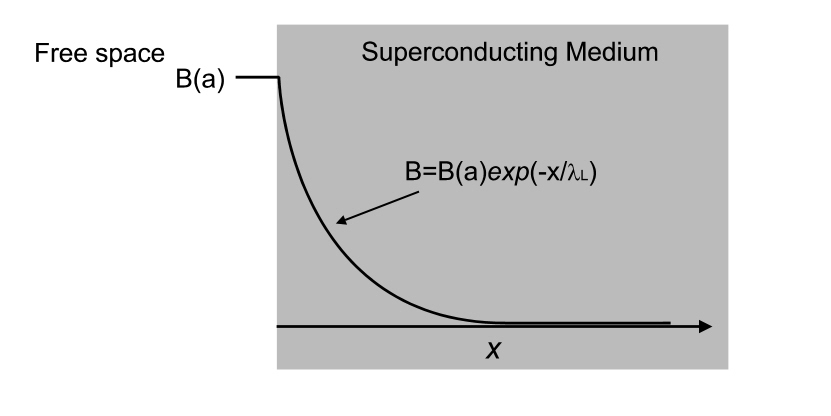 Free space
Superconducting Medium
B(a)
B=B(a)exp(-x/λL)
x